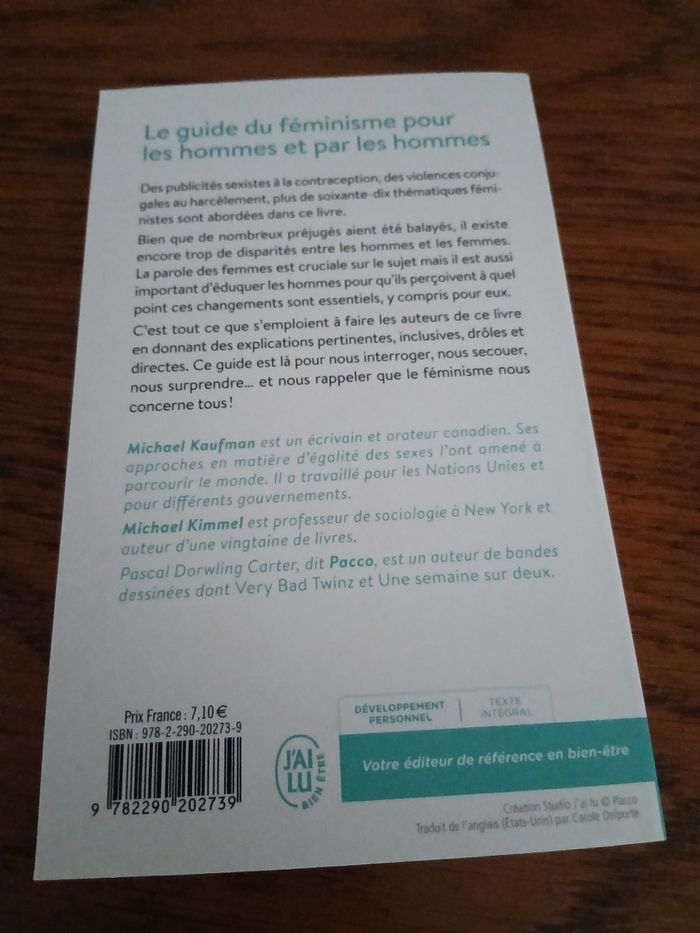 Le guide du féminisme pour
les hommes et par les hommes
Des publicités sexistes à la contraception, des violences conju-
gales au harcèlement, plus de soixante-dix thématiques fémi-
nistes sont abordées dans ce livre.
Bien que de nombreux préjugés aient été balayés, il existe
encore trop de disparités entre les hommes et les femmes.
La parole des femmes est cruciale sur le sujet mais il est aussi
important d'éduquer les hommes pour qu'ils perçoivent à quel
point ces changements sont essentiels, y compris pour eux.
C'est tout ce que s'emploient à faire les auteurs de ce livre
en donnant des explications pertinentes, inclusives, drôles et
directes. Ce guide est là pour nous interroger, nous secouer,
nous surprendre... et nous rappeler que le féminisme nous
concerne tous !
Michael Kaufman est un écrivain et orateur canadien. Ses
approches en matière d'égalité des sexes l'ont amené à
parcourir le monde. Il a travaillé pour les Nations Unies et
pour différents gouvernements.
Michael Kimmel est professeur de sociologie à New York et
auteur d'une vingtaine de livres.
Pascal Dorwling Carter, dit Pacco, est un auteur de bandes
dessinées dont Very Bad Twinz et Une semaine sur deux.
Prix France : 7,10 €
ISBN : 978-2-290-20273-9
9 782290 202739
J'AI
LU
BIEN ÊTRE
DÉVELOPPEMENT
PERSONNEL
TEXTE
INTÉGRAL
Votre éditeur de référence en bien-être
Création Studio J'ai lu © Pacco
Traduit de l'anglais (États-Unis) par Carole Delporte